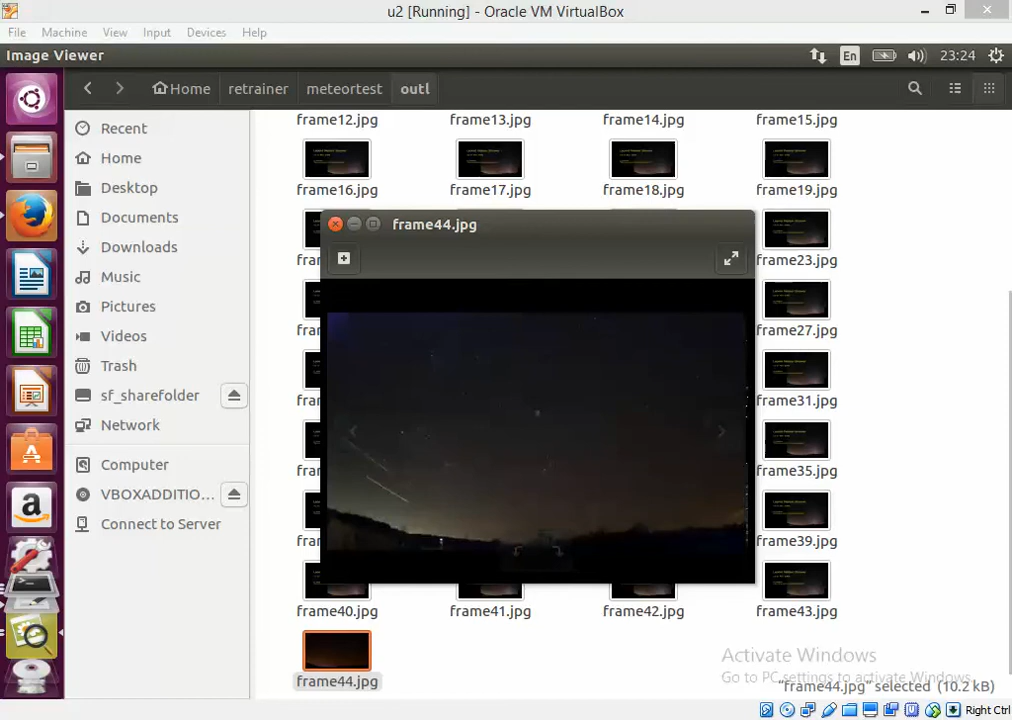 u2 [Running] - Oracle VM VirtualBox
File Machine View Input Devices Help
Image Viewer
En
23:24
Home retrainer meteortest outl
Recent
Home
Desktop
Documents
Downloads
Music
Pictures
Videos
Trash
sf_sharefolder
Network
Computer
VBOXADDITIO...
Connect to Server
frame12.jpg frame13.jpg frame14.jpg frame15.jpg
frame16.jpg frame17.jpg frame18.jpg frame19.jpg
frame44.jpg
frame23.jpg
frame27.jpg
frame31.jpg
frame35.jpg
frame39.jpg
frame40.jpg frame41.jpg frame42.jpg frame43.jpg
frame44.jpg
Activate Windows
Go to PC settings to activate Windows.
"frame44.jpg" selected (10.2 kB)
Right Ctrl